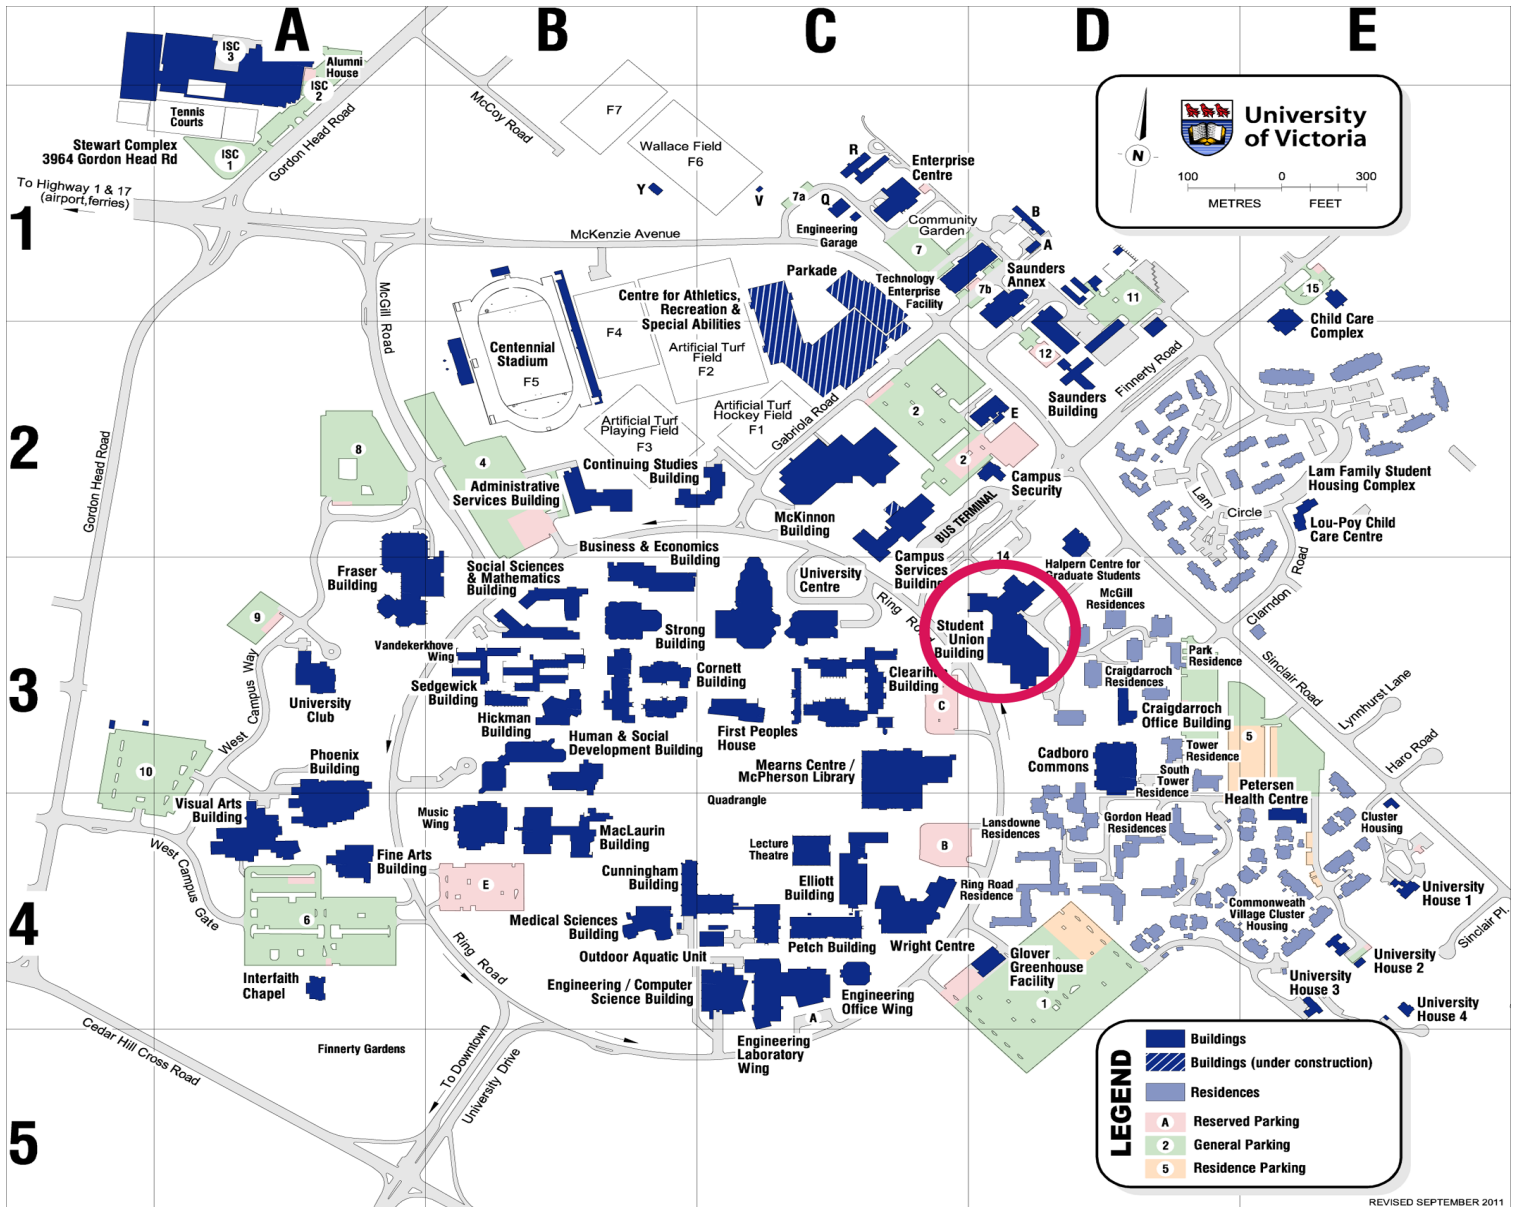 A
B
C
D
E
1
2
3
4
5
ISC
3
Alumni
House
ISC
2
Tennis
Courts
Stewart Complex
3964 Gordon Head Rd
ISC
1
Gordon Head Road
To Highway 1 & 17
(airport,ferries)
McCoy Road
F7
Wallace Field
F6
Y
V
McKenzie Avenue
R
Enterprise
Centre
7a
Q
Engineering
Garage
Community
Garden
7
B
A
Saunders
Annex
7b
Technology
Enterprise
Facility
Parkade
11
12
15
Child Care
Complex
University
of Victoria
N
100
0
300
METRES
FEET
McGill Road
Centennial
Stadium
F5
F4
Centre for Athletics,
Recreation &
Special Abilities
Artificial Turf
Field
F2
Artificial Turf
Playing Field
F3
Artificial Turf
Hockey Field
F1
Gabriola Road
2
E
2
Saunders
Building
Finnerty Road
Campus
Security
Lam Family Student
Housing Complex
Lam
Circle
Lou-Poy Child
Care Centre
Gordon Head Road
8
4
Administrative
Services Building
Continuing Studies
Building
McKinnon
Building
BUS TERMINAL
Campus
Services
Building
14
Halpern Centre for
Graduate Students
Clarndon
Road
Fraser
Building
Social Sciences
& Mathematics
Building
Business & Economics
Building
University
Centre
Ring Road
Student
Union
Building
McGill
Residences
9
Vandekerkhove
Wing
Strong
Building
Sedgewick
Building
Cornett
Building
Clearihue
Building
C
Craigdarroch
Residences
Park
Residence
Sinclair Road
University
Club
West Campus Way
Hickman
Building
Human & Social
Development Building
First Peoples
House
Craigdarroch
Office Building
5
Lynnhurst Lane
10
Phoenix
Building
Mearns Centre /
McPherson Library
Cadboro
Commons
Tower
Residence
South
Tower
Residence
Haro Road
Petersen
Health Centre
Visual Arts
Building
Music
Wing
Quadrangle
MacLaurin
Building
Lansdowne
Residences
Gordon Head
Residences
Cluster
Housing
West Campus Gate
Fine Arts
Building
Lecture
Theatre
B
E
Cunningham
Building
Elliott
Building
Ring Road
Residence
University
House 1
6
Commonweath
Village Cluster
Housing
Sinclair Pl.
Medical Sciences
Building
Petch Building
Wright Centre
Outdoor Aquatic Unit
Ring Road
Interfaith
Chapel
Glover
Greenhouse
Facility
1
University
House 2
University
House 3
Engineering / Computer
Science Building
A
Engineering
Office Wing
University
House 4
Cedar Hill Cross Road
Finnerty Gardens
To Downtown
University Drive
Engineering
Laboratory
Wing
LEGEND
Buildings
Buildings (under construction)
Residences
A
Reserved Parking
2
General Parking
5
Residence Parking
REVISED SEPTEMBER 2011